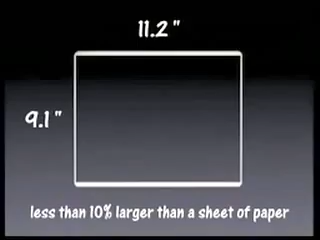 11.2"
9.1"
less than 10% larger than a sheet of paper